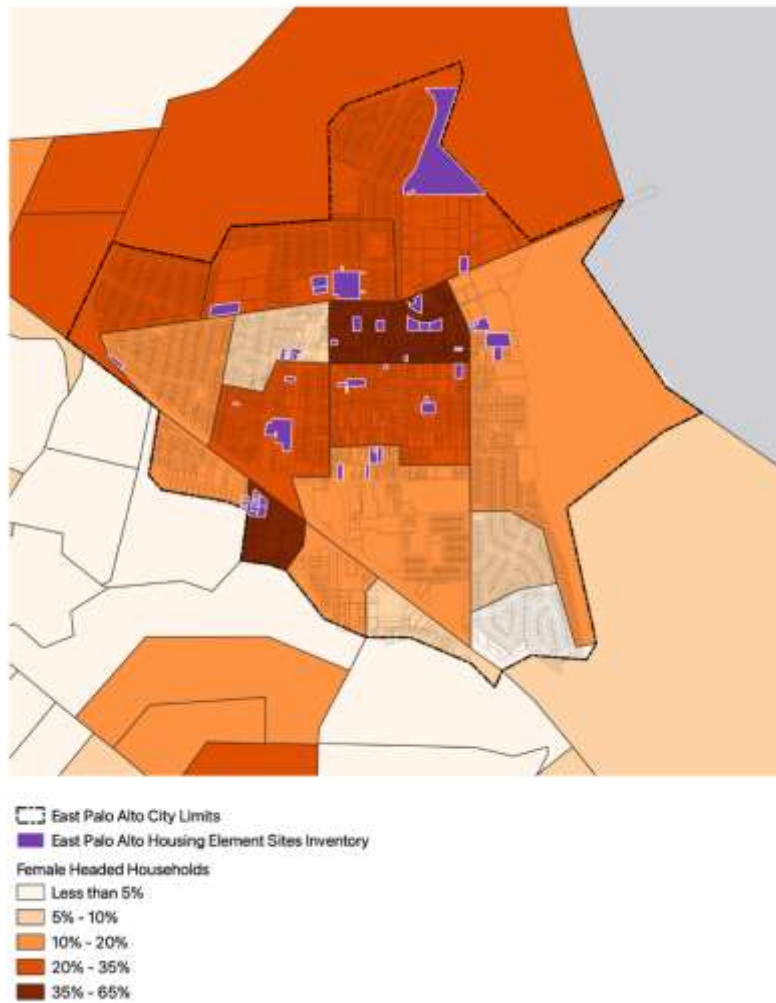 East Palo Alto City Limits
East Palo Alto Housing Element Sites Inventory
Female Headed Households
Less than 5%
5% - 10%
10% - 20%
20% - 35%
35% - 65%